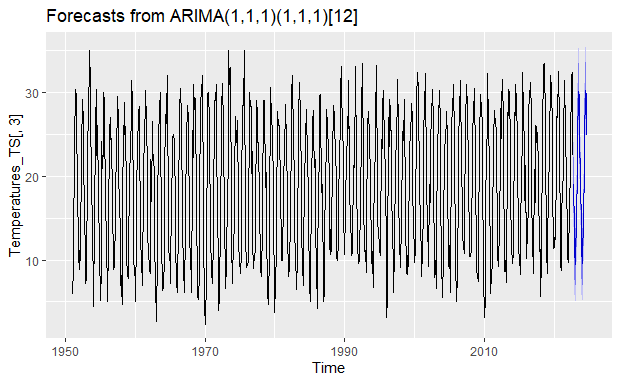 Forecasts from ARIMA(1,1,1)(1,1,1)[12]
Temperatures_TS[, 3]
30
20
10
1950
1970
1990
2010
Time